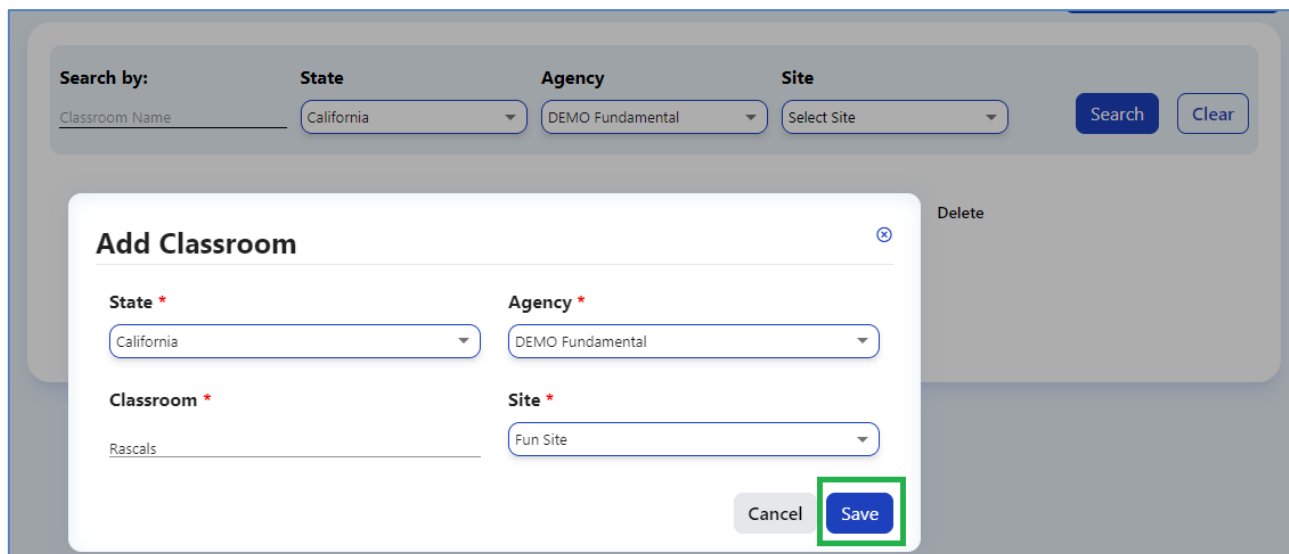 Search by: State Agency Site
Classroom Name California DEMO Fundamental Select Site Search Clear
Delete
Add Classroom
State * Agency *
California DEMO Fundamental
Classroom * Site *
Rascals Fun Site
Cancel Save